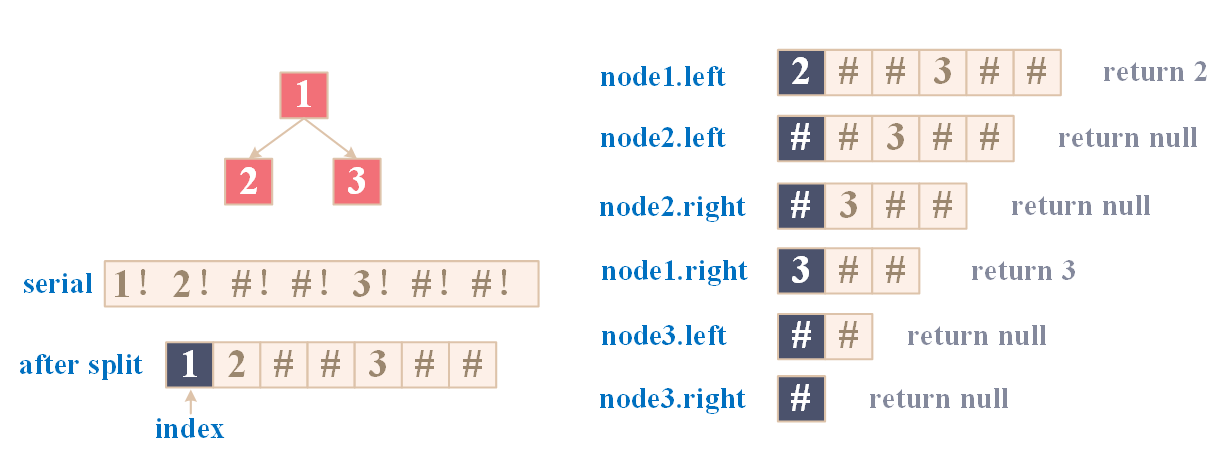 1
2 3
serial 1! 2! #! #! 3! #! #!
after split 1 2 # # 3 # #
index
node1.left 2 # # 3 # # return 2
node2.left # # 3 # # return null
node2.right # 3 # # return null
node1.right 3 # # return 3
node3.left # # return null
node3.right # return null